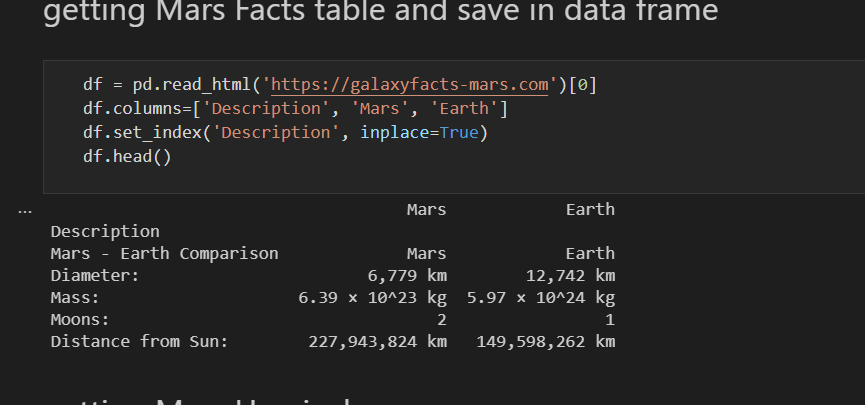 getting Mars Facts table and save in data frame
df = pd.read_html('https://galaxyfacts-mars.com')[0]
df.columns=['Description', 'Mars', 'Earth']
df.set_index('Description', inplace=True)
df.head()
...
Mars Earth
Description
Mars - Earth Comparison Mars Earth
Diameter: 6,779 km 12,742 km
Mass: 6.39 × 10^23 kg 5.97 × 10^24 kg
Moons: 2 1
Distance from Sun: 227,943,824 km 149,598,262 km